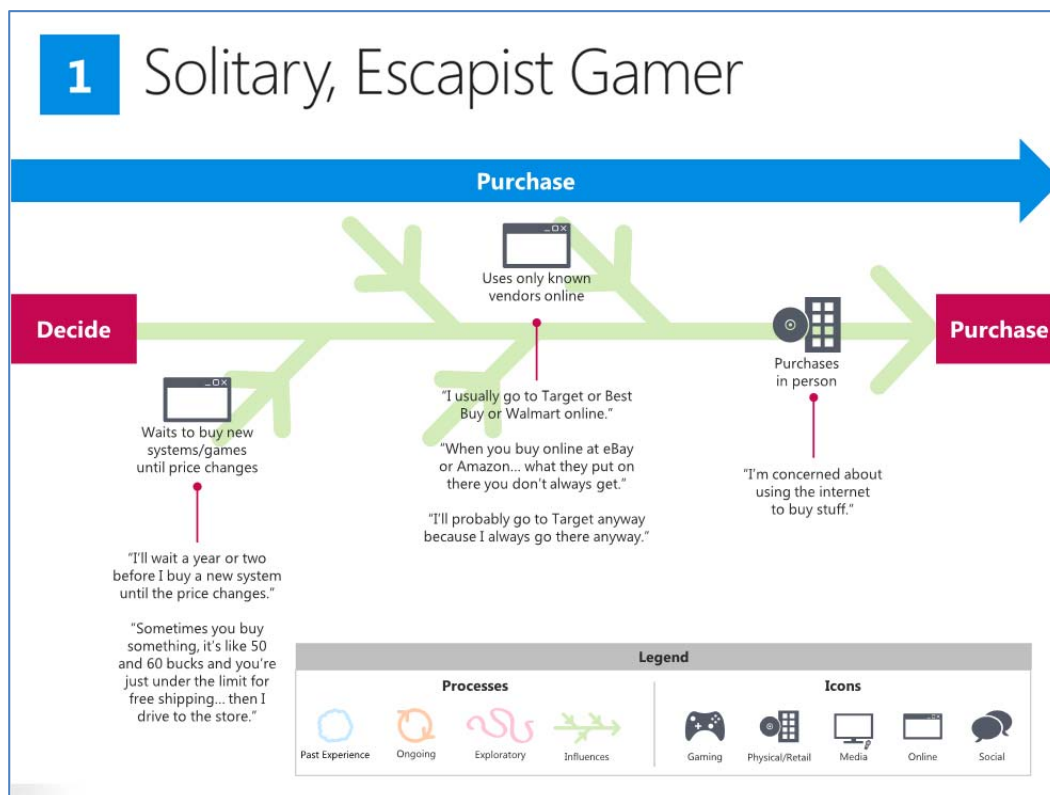 1 Solitary, Escapist Gamer
Purchase
Decide
Uses only known
vendors online
Purchases
in person
Purchase
Waits to buy new
systems/games
until price changes
“I usually go to Target or Best
Buy or Walmart online.”
“When you buy online at eBay
or Amazon... what they put on
there you don’t always get.”
“I’ll probably go to Target anyway
because I always go there anyway.”
“I’m concerned about
using the internet
to buy stuff.”
“I’ll wait a year or two
before I buy a new system
until the price changes.”
“Sometimes you buy
something, it’s like 50
and 60 bucks and you’re
just under the limit for
free shipping... then I
drive to the store.”
Legend
Processes
Past Experience
Ongoing
Exploratory
Influences
Icons
Gaming
Physical/Retail
Media
Online
Social